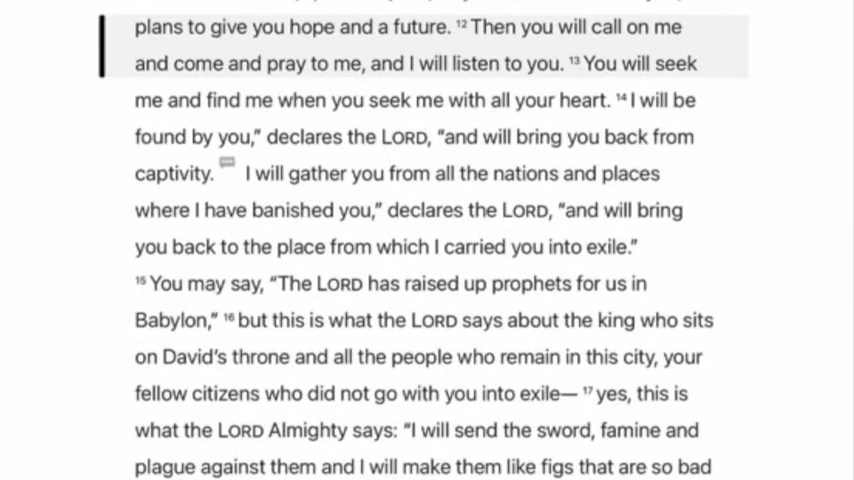 plans to give you hope and a future. 12 Then you will call on me
and come and pray to me, and I will listen to you. 13 You will seek
me and find me when you seek me with all your heart. 14 I will be
found by you,” declares the LORD, “and will bring you back from
captivity. I will gather you from all the nations and places
where I have banished you,” declares the LORD, “and will bring
you back to the place from which I carried you into exile.”
15 You may say, “The LORD has raised up prophets for us in
Babylon,” 16 but this is what the LORD says about the king who sits
on David’s throne and all the people who remain in this city, your
fellow citizens who did not go with you into exile— 17 yes, this is
what the LORD Almighty says: “I will send the sword, famine and
plague against them and I will make them like figs that are so bad